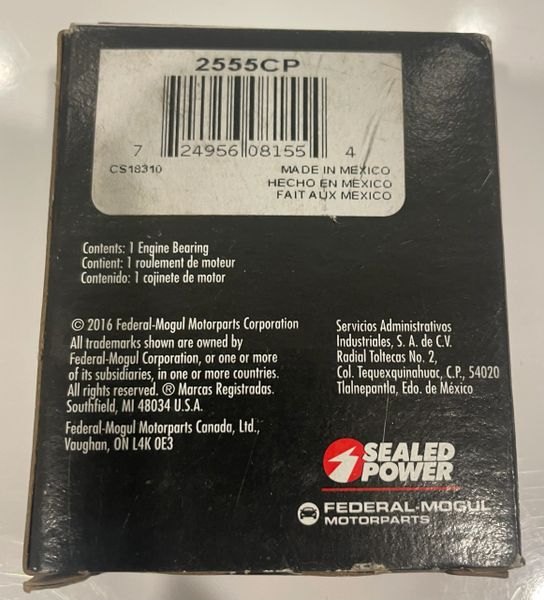 2555CP
7 24956 08155 4
CS18310
MADE IN MEXICO
HECHO EN MEXICO
FAIT AUX MEXICO
Contents: 1 Engine Bearing
Contient: 1 roulement de moteur
Contenido: 1 cojinete de motor
© 2016 Federal-Mogul Motorparts Corporation
All trademarks shown are owned by
Federal-Mogul Corporation, or one or more
of its subsidiaries, in one or more countries.
All rights reserved. ® Marcas Registradas.
Southfield, MI 48034 U.S.A.
Federal-Mogul Motorparts Canada, Ltd.,
Vaughan, ON L4K 0E3
Servicios Administrativos
Industriales, S. A. de C.V.
Radial Toltecas No. 2,
Col. Tequexquinahuac, C.P., 54020
Tlalnepantla, Edo. de México
SEALED
POWER
FEDERAL-MOGUL
MOTORPARTS